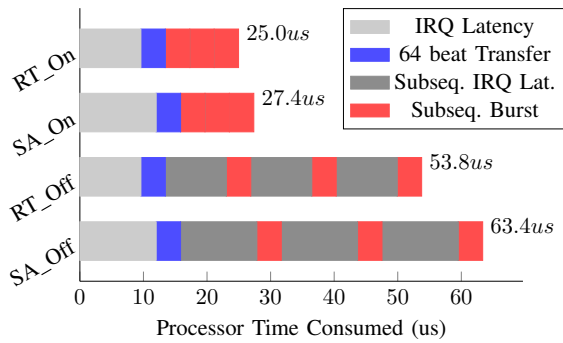 IRQ Latency
64 beat Transfer
Subseq. IRQ Lat.
Subseq. Burst
RT_On
25.0us
SA_On
27.4us
RT_Off
53.8us
SA_Off
63.4us
0 10 20 30 40 50 60
Processor Time Consumed (us)